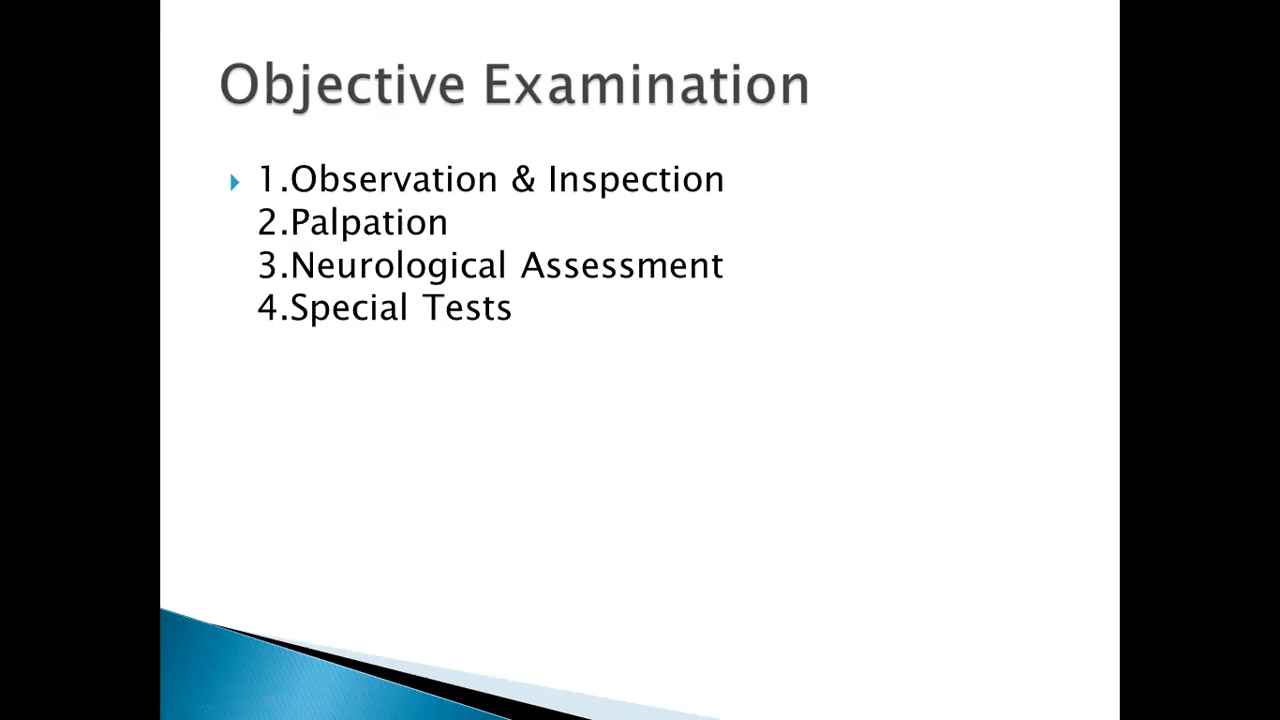 Objective Examination
1.Observation & Inspection
2.Palpation
3.Neurological Assessment
4.Special Tests